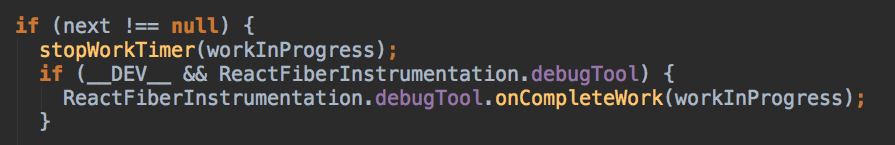 if (next !== null) {
stopWorkTimer(workInProgress);
if (__DEV__ && ReactFiberInstrumentation.debugTool) {
ReactFiberInstrumentation.debugTool.onCompleteWork(workInProgress);
}